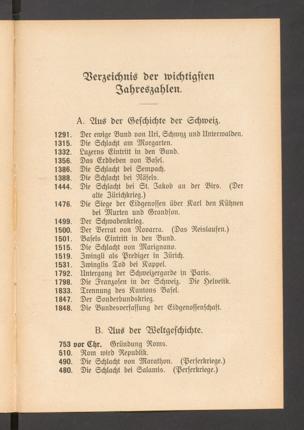 Verzeichnis der wichtigsten
Jahreszahlen.
A. Aus der Geschichte der Schweiz.
1291. Der ewige Bund von Uri, Schwyz und Unterwalden.
1315. Die Schlacht am Morgarten.
1332. Luzerns Eintritt in den Bund.
1356. Das Erdbeben von Basel.
1386. Die Schlacht bei Sempach.
1388. Die Schlacht bei Näfels.
1444. Die Schlacht bei St. Jakob an der Birs. (Der
alte Zürichkrieg.)
1476. Die Siege der Eidgenossen über Karl den Kühnen
bei Murten und Grandson.
1499. Der Schwabenkrieg.
1500. Der Verrat von Novarra. (Das Reislaufen.)
1501. Basels Eintritt in den Bund.
1515. Die Schlacht von Marignano.
1519. Zwingli als Prediger in Zürich.
1531. Zwinglis Tod bei Kappel.
1792. Untergang der Schweizergarde in Paris.
1798. Die Franzosen in der Schweiz. Die Helvetik.
1833. Trennung des Kantons Basel.
1847. Der Sonderbundskrieg.
1848. Die Bundesverfassung der Eidgenossenschaft.
B. Aus der Weltgeschichte.
753 vor Chr. Gründung Roms.
510. Rom wird Republik.
490. Die Schlacht von Marathon. (Perserkriege.)
480. Die Schlacht bei Salamis. (Perserkriege.)